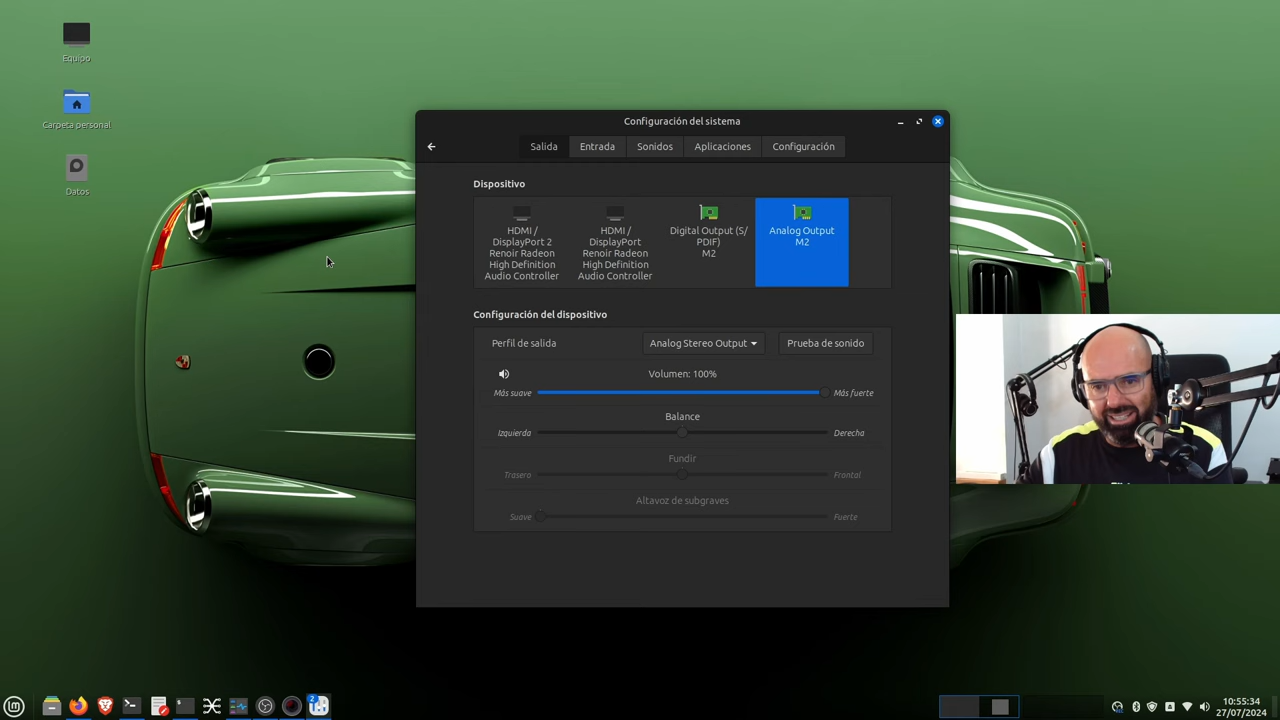 Equipo
Carpeta personal
Datos
Configuración del sistema
Salida
Entrada
Sonidos
Aplicaciones
Configuración
Dispositivo
HDMI /
DisplayPort 2
Renoir Radeon
High Definition
Audio Controller
HDMI /
DisplayPort
Renoir Radeon
High Definition
Audio Controller
Digital Output (S/
PDIF)
M2
Analog Output
M2
Configuración del dispositivo
Perfil de salida
Analog Stereo Output
Prueba de sonido
Volumen: 100%
Más suave
Más fuerte
Balance
Izquierda
Derecha
Fundir
Trasero
Frontal
Altavoz de subgraves
Suave
Fuerte
2
10:55:34
27/07/2024